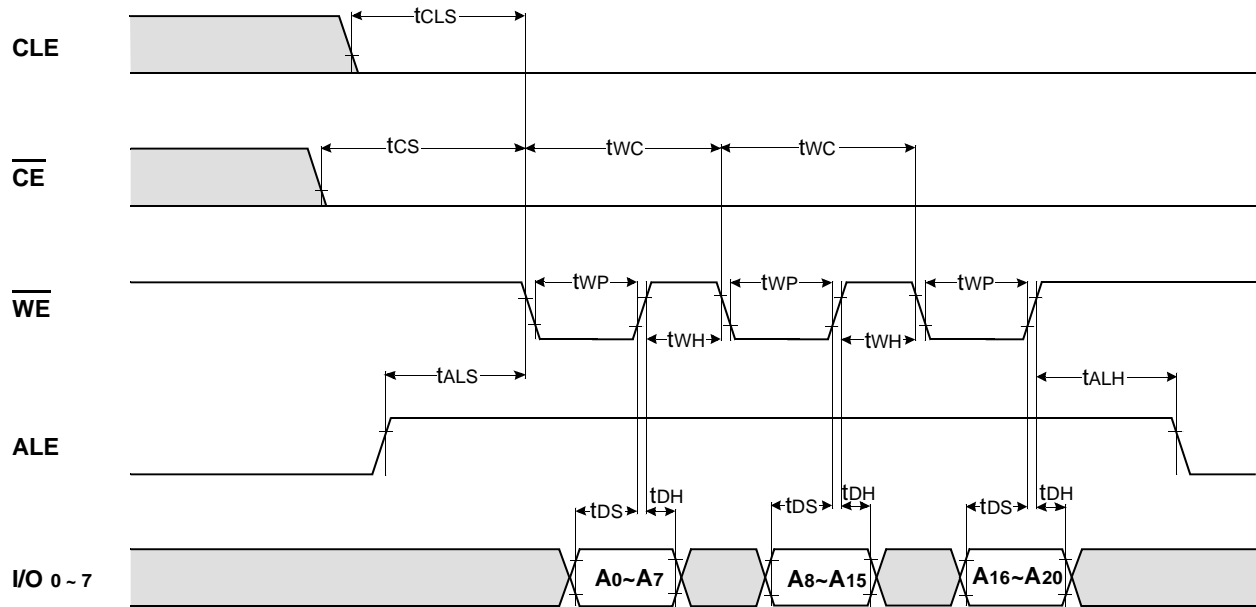 tCLS
CLE
tCS tWC tWC
CE
tWP tWP tWP
WE
tWH tWH
tALS tALH
ALE
tDS tDH tDS tDH tDS tDH
I/O 0 ~ 7 A0~A7 A8~A15 A16~A20